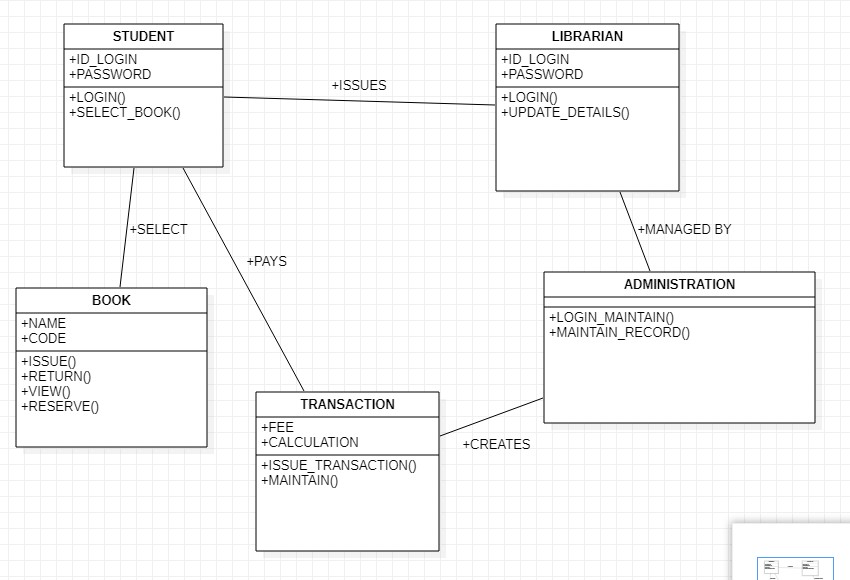 STUDENT
+ID_LOGIN
+PASSWORD
+LOGIN()
+SELECT_BOOK()
+ISSUES
LIBRARIAN
+ID_LOGIN
+PASSWORD
+LOGIN()
+UPDATE_DETAILS()
+SELECT
+PAYS
+MANAGED BY
BOOK
+NAME
+CODE
+ISSUE()
+RETURN()
+VIEW()
+RESERVE()
ADMINISTRATION
+LOGIN_MAINTAIN()
+MAINTAIN_RECORD()
TRANSACTION
+FEE
+CALCULATION
+ISSUE_TRANSACTION()
+MAINTAIN()
+CREATES